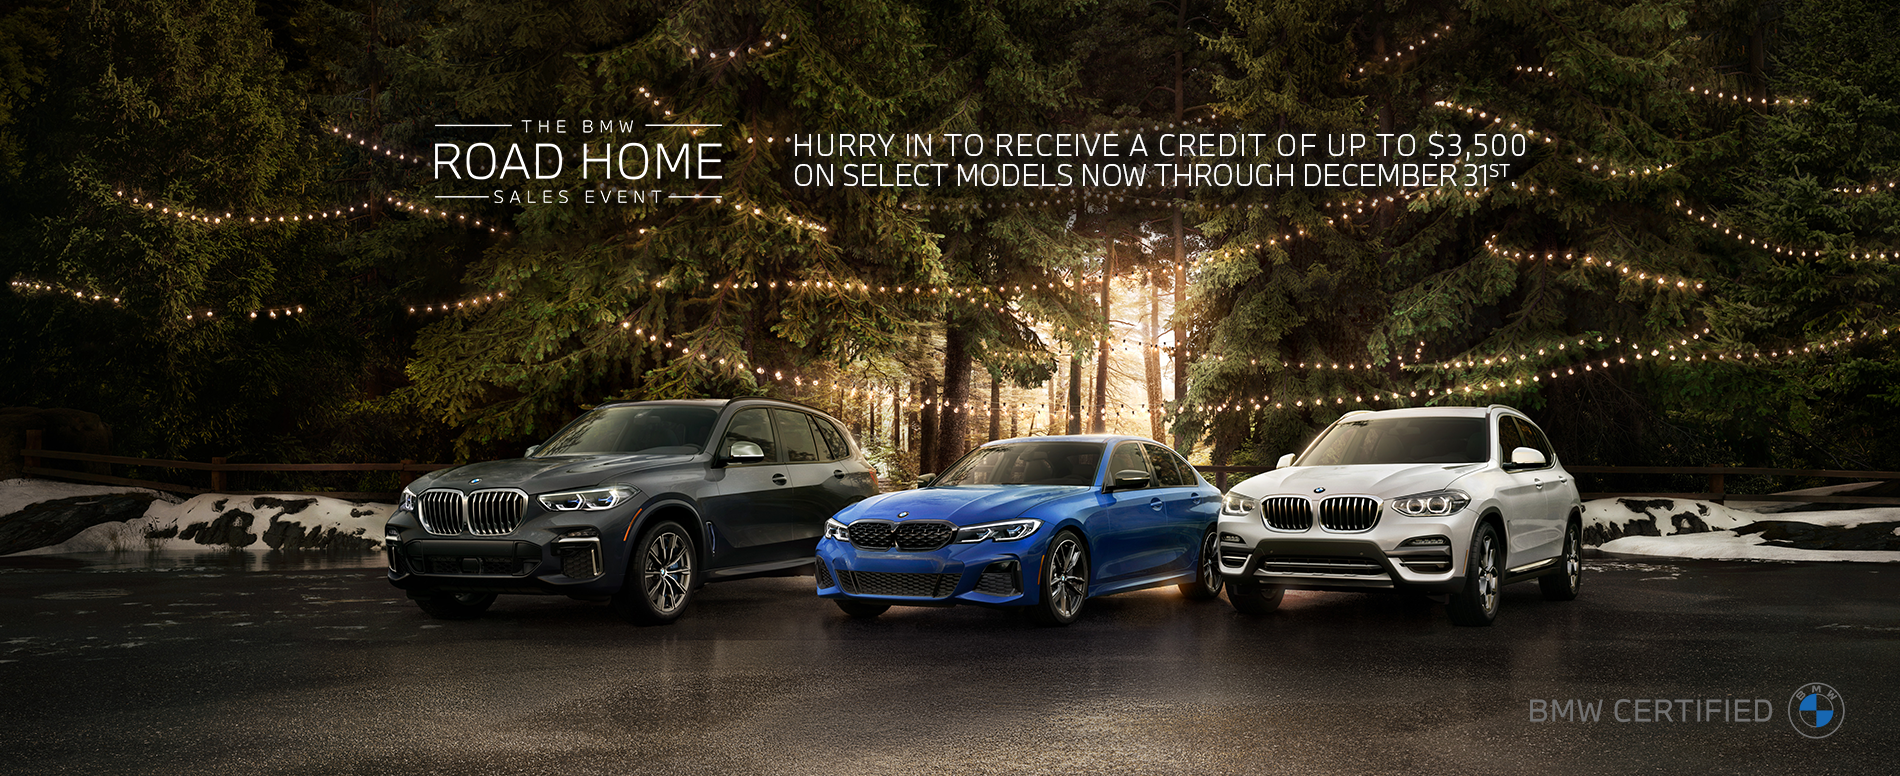 THE BMW
ROAD HOME
SALES EVENT
HURRY IN TO RECEIVE A CREDIT OF UP TO $3,500
ON SELECT MODELS NOW THROUGH DECEMBER 31ST.
BMW CERTIFIED
BMW